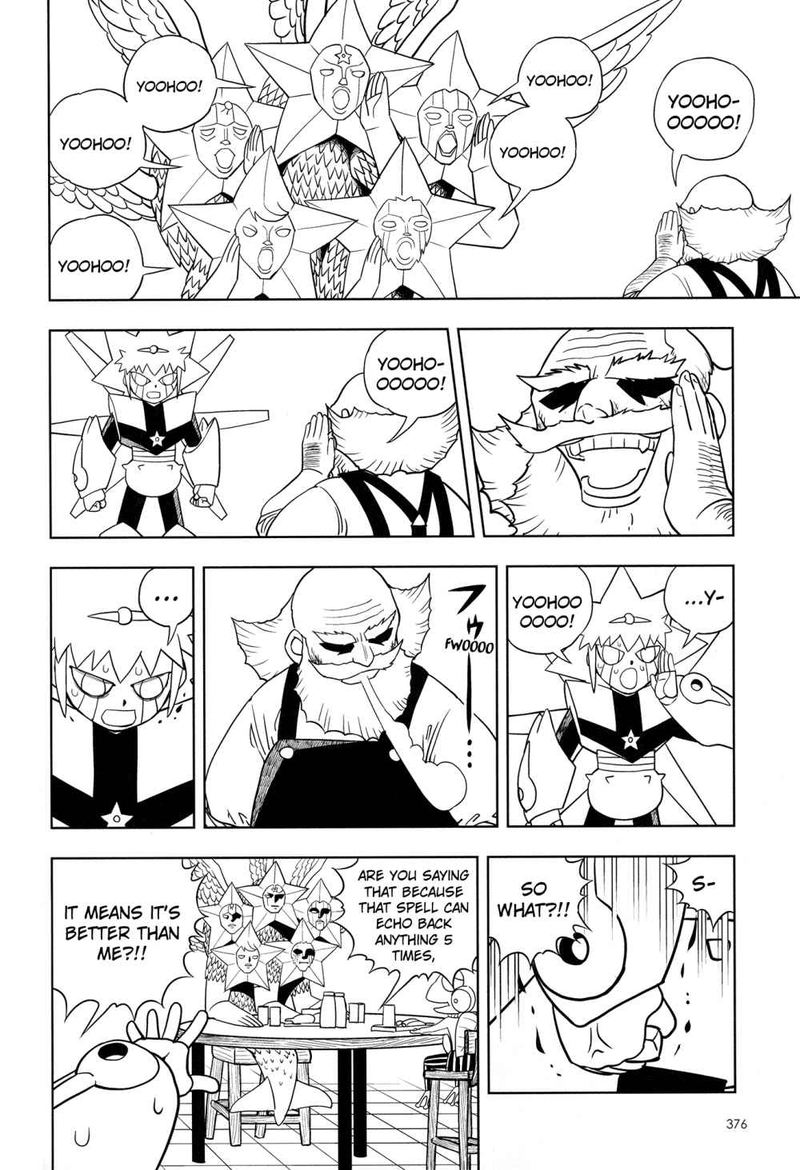 YOOHO-
OOOOO!
YOOHOO!
YOOHOO!
YOOHOO!
YOOHOO!
YOOHOO!
YOOHO-
OOOOO!
...Y-
YOOHOO
OOOO!
フゥ
FWOOOO
...
S-
SO
WHAT?!!
ARE YOU SAYING
THAT BECAUSE
THAT SPELL CAN
ECHO BACK
ANYTHING 5
TIMES,
IT MEANS IT'S
BETTER THAN
ME?!!
376